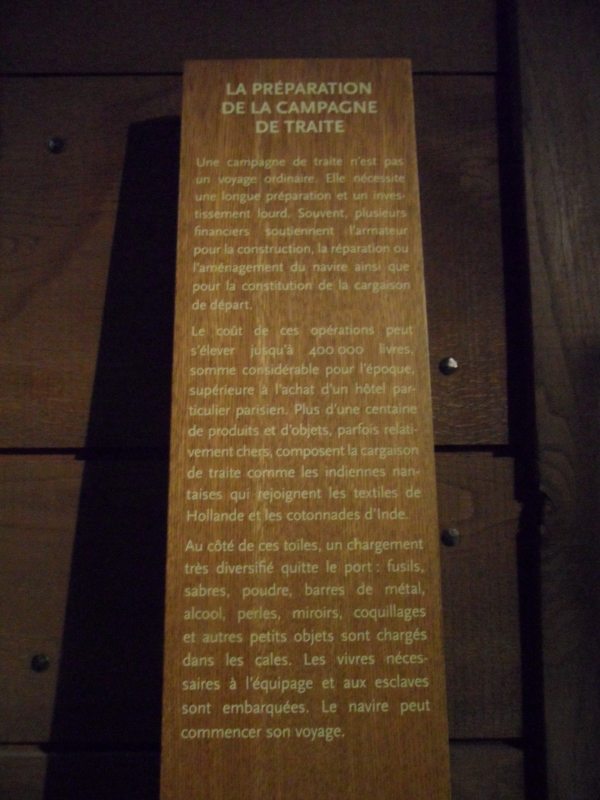 LA PRÉPARATION
DE LA CAMPAGNE
DE TRAITE
Une campagne de traite n'est pas
un voyage ordinaire. Elle nécessite
une longue préparation et un inves-
tissement lourd. Souvent, plusieurs
financiers soutiennent l'armateur
pour la construction, la réparation ou
l'aménagement du navire ainsi que
pour la constitution de la cargaison
de départ.
Le coût de ces opérations peut
s'élever jusqu'à 400 000 livres,
somme considérable pour l'époque,
supérieure à l'achat d'un hôtel par-
ticulier parisien. Plus d'une centaine
de produits et d'objets, parfois relati-
vement chers, composent la cargaison
de traite comme les indiennes nan-
taises qui rejoignent les textiles de
Hollande et les cotonnades d'Inde.
Au côté de ces toiles, un chargement
très diversifié quitte le port : fusils,
sabres, poudre, barres de métal,
alcool, perles, miroirs, coquillages
et autres petits objets sont chargés
dans les cales. Les vivres néces-
saires à l'équipage et aux esclaves
sont embarquées. Le navire peut
commencer son voyage.